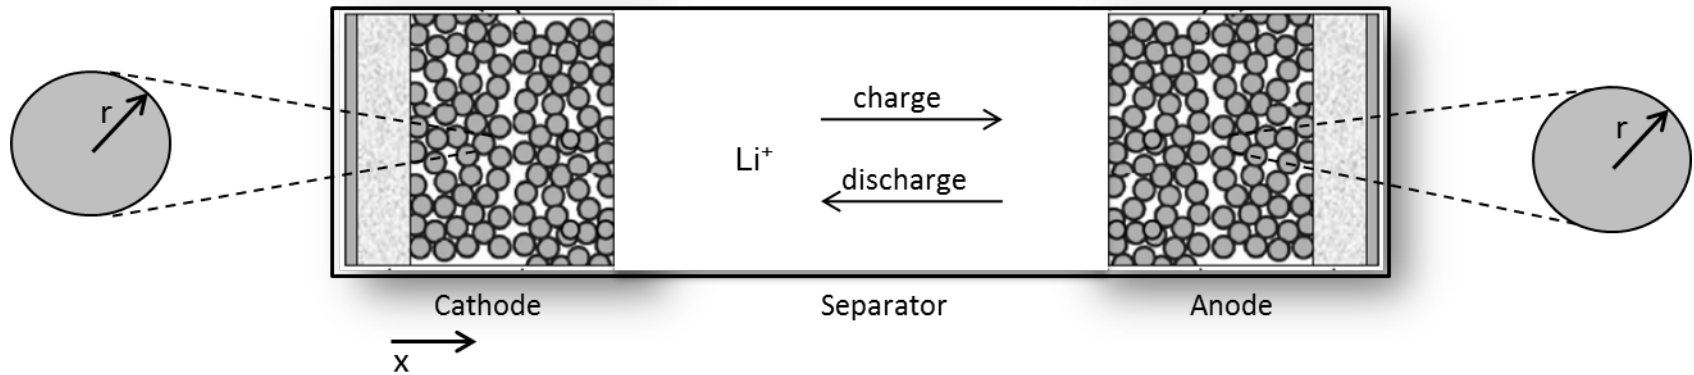 r
charge
Li⁺
discharge
r
Cathode
Separator
Anode
x